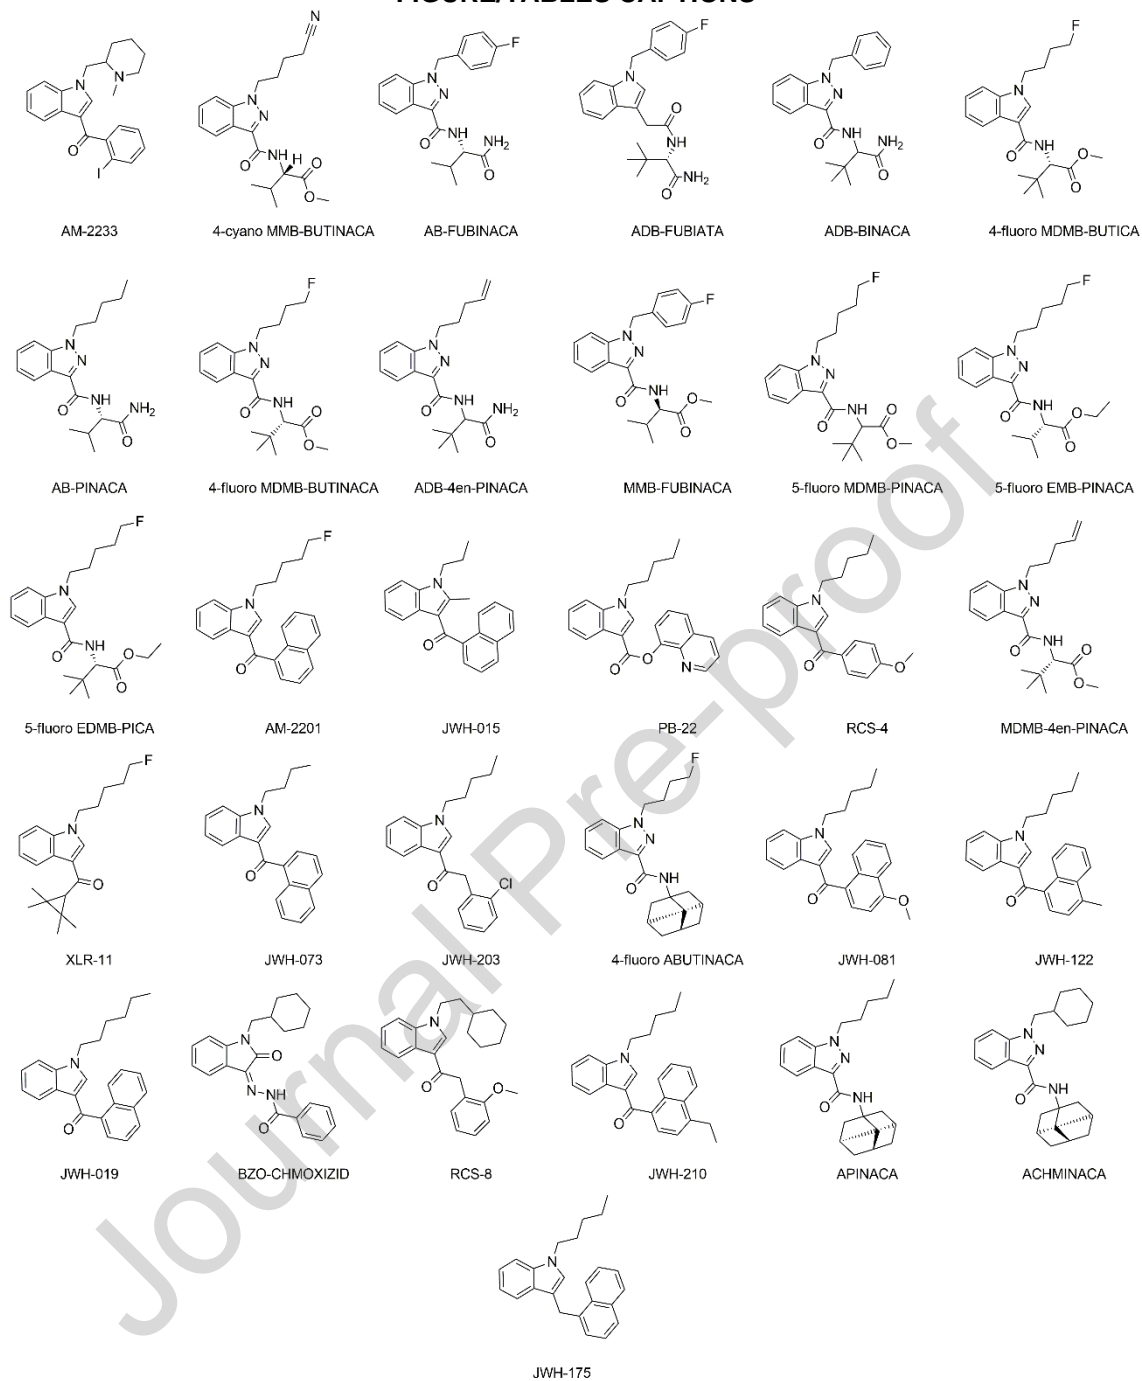 FIGURE/TABLES CAPTIONS
AM-2233
4-cyano MMB-BUTINACA
AB-FUBINACA
ADB-FUBIATA
ADB-BINACA
4-fluoro MDMB-BUTICA
AB-PINACA
4-fluoro MDMB-BUTINACA
ADB-4en-PINACA
MMB-FUBINACA
5-fluoro MDMB-PINACA
5-fluoro EMB-PINACA
5-fluoro EDMB-PICA
AM-2201
JWH-015
PB-22
RCS-4
MDMB-4en-PINACA
XLR-11
JWH-073
JWH-203
4-fluoro ABUTINACA
JWH-081
JWH-122
JWH-019
BZO-CHMOXIZID
RCS-8
JWH-210
APINACA
ACHMINACA
JWH-175
Journal Pre-proof